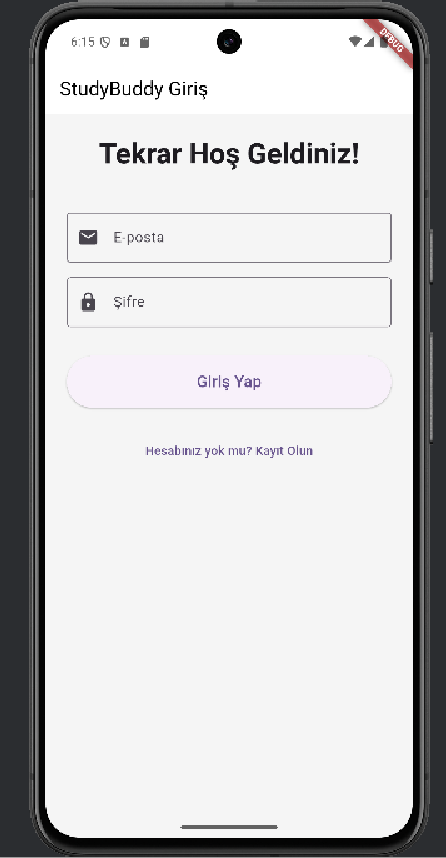 6:15
DEBUG
StudyBuddy Giriş
Tekrar Hoş Geldiniz!
E-posta
Şifre
Giriş Yap
Hesabınız yok mu? Kayıt Olun